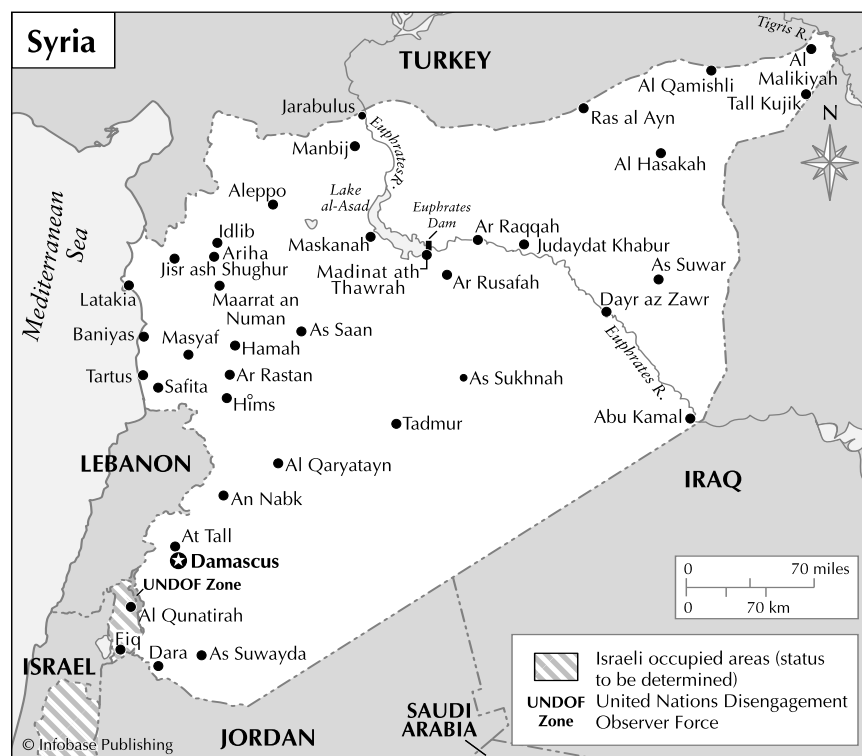 Syria
Tigris R.
TURKEY
Al
Malikiyah
Al Qamishli
Tall Kujik
Jarabulus
Ras al Ayn
N
Euphrates R.
Manbij
Al Hasakah
Mediterranean
Sea
Aleppo
Lake
al-Asad
Euphrates
Dam
Ar Raqqah
Idlib
Maskanah
Judaydat Khabur
Ariha
Jisr ash Shughur
Madinat ath
Thawrah
Ar Rusafah
As Suwar
Latakia
Maarrat an
Numan
Dayr az Zawr
Baniyas
Masyaf
As Saan
Hamah
Euphrates R.
Tartus
Safita
Ar Rastan
As Sukhnah
Hims
Tadmur
Abu Kamal
LEBANON
Al Qaryatayn
IRAQ
An Nabk
At Tall
Damascus
UNDOF Zone
0 70 miles
0 70 km
Al Qunatirah
Fiq
ISRAEL
Dara
As Suwayda
Israeli occupied areas (status
to be determined)
UNDOF United Nations Disengagement
Zone Observer Force
SAUDI
ARABIA
JORDAN
© Infobase Publishing